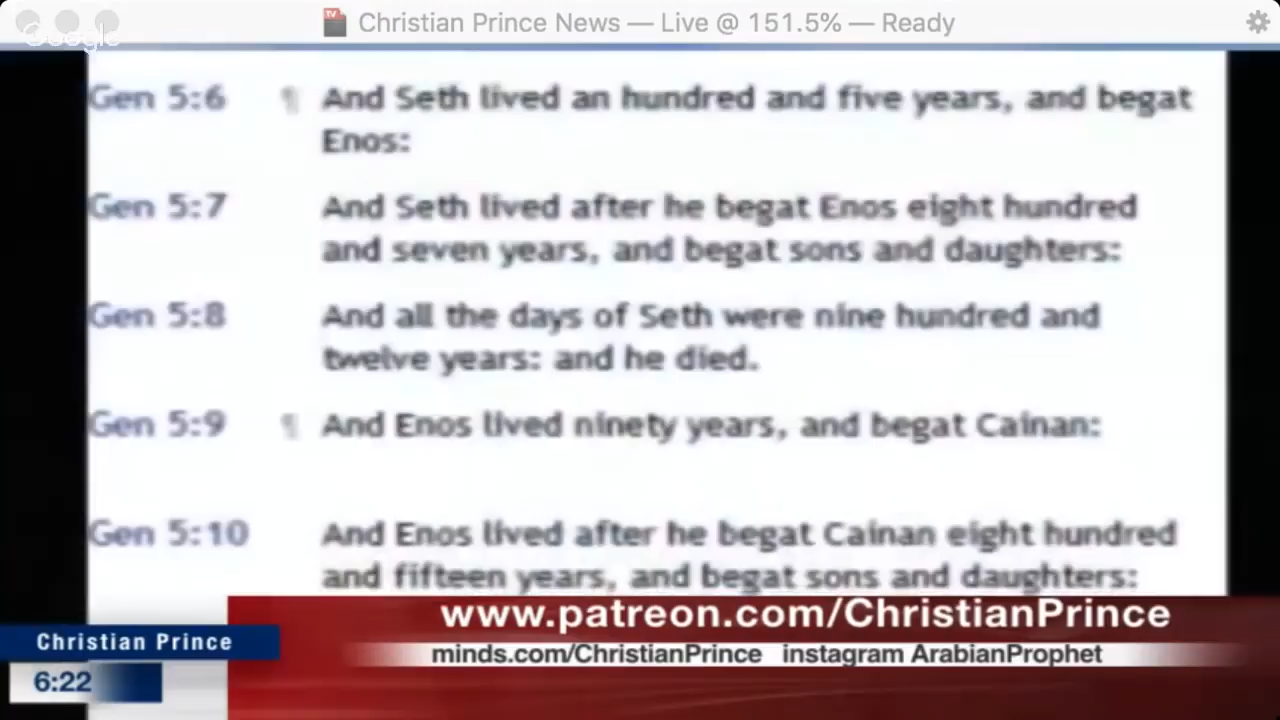 Christian Prince News — Live @ 151.5% — Ready
Google
Gen 5:6 ¶ And Seth lived an hundred and five years, and begat
Enos:
Gen 5:7 And Seth lived after he begat Enos eight hundred
and seven years, and begat sons and daughters:
Gen 5:8 And all the days of Seth were nine hundred and
twelve years: and he died.
Gen 5:9 ¶ And Enos lived ninety years, and begat Cainan:
Gen 5:10 And Enos lived after he begat Cainan eight hundred
and fifteen years, and begat sons and daughters:
www.patreon.com/ChristianPrince
Christian Prince
minds.com/ChristianPrince instagram ArabianProphet
6:22